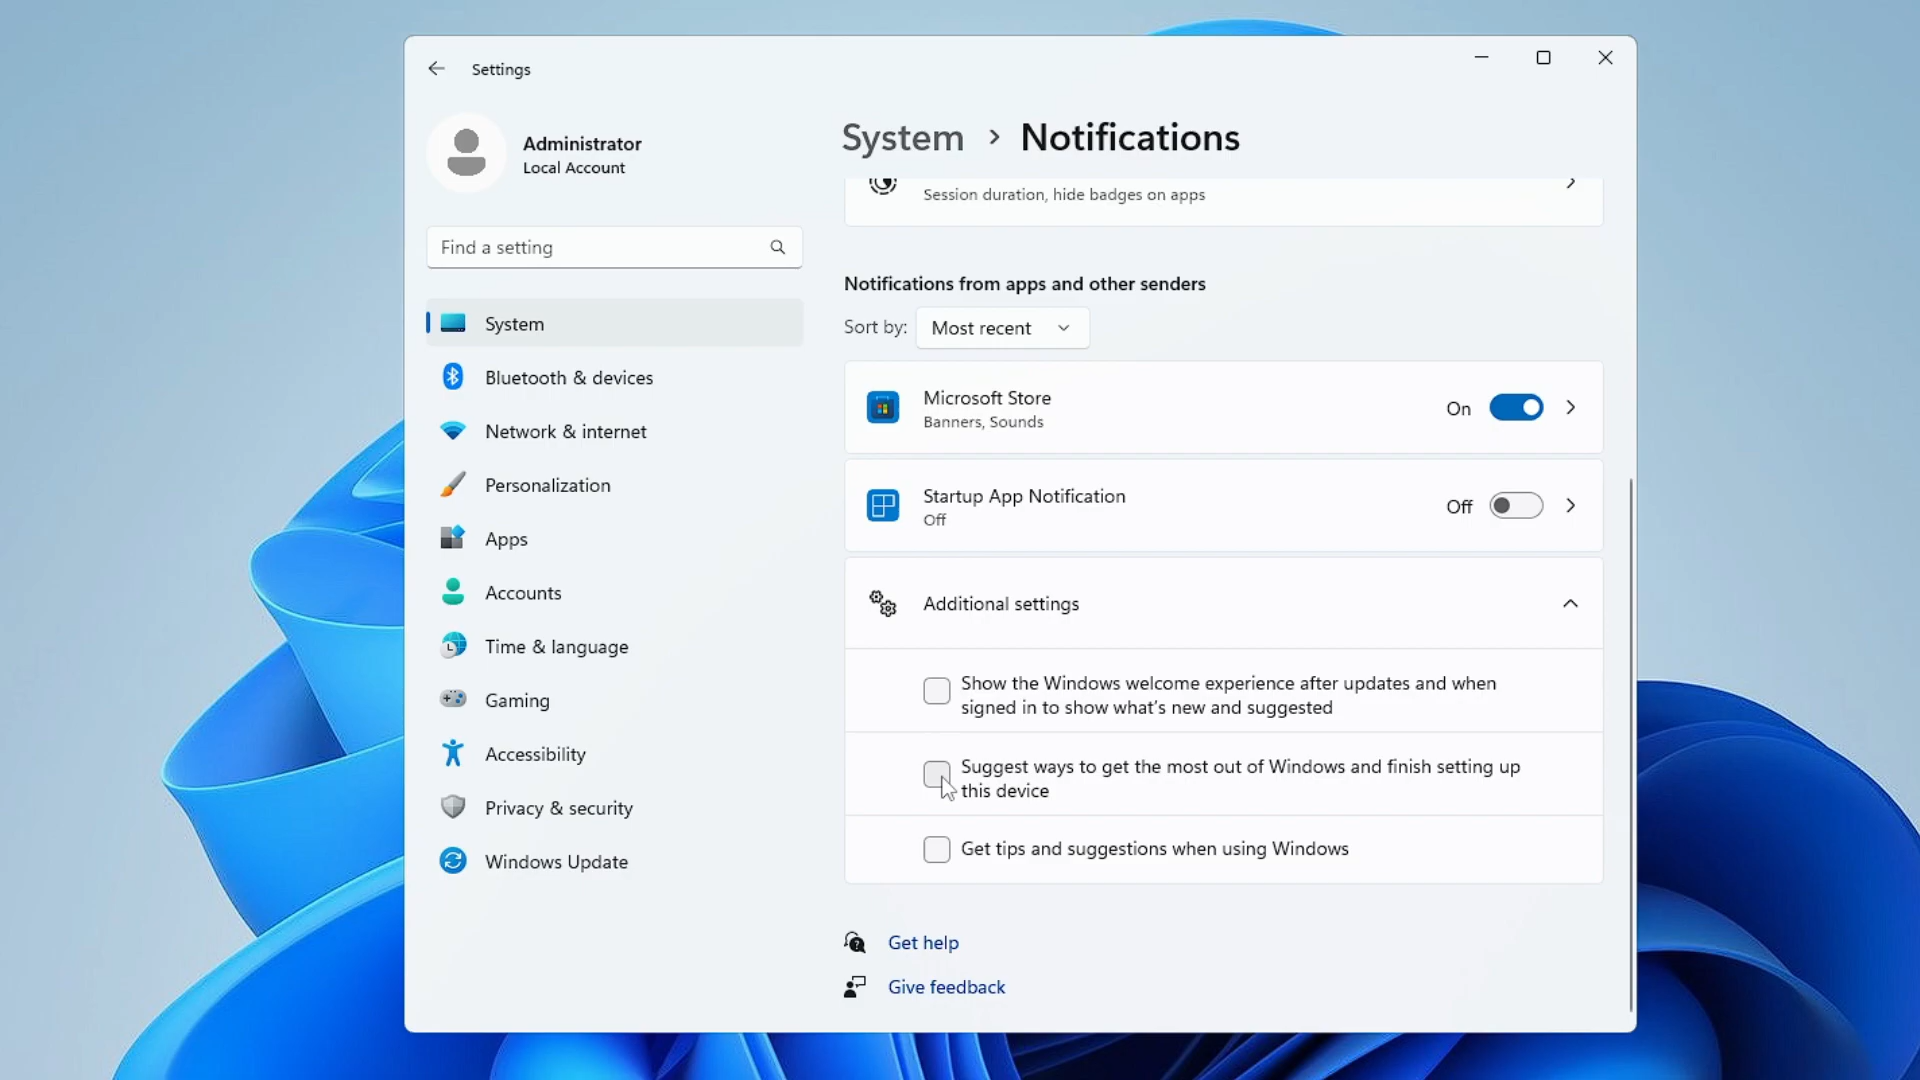 Settings
Administrator
Local Account
Find a setting
System
Bluetooth & devices
Network & internet
Personalization
Apps
Accounts
Time & language
Gaming
Accessibility
Privacy & security
Windows Update
System > Notifications
Session duration, hide badges on apps
Notifications from apps and other senders
Sort by: Most recent
Microsoft Store
Banners, Sounds
On
Startup App Notification
Off
Off
Additional settings
Show the Windows welcome experience after updates and when
signed in to show what's new and suggested
Suggest ways to get the most out of Windows and finish setting up
this device
Get tips and suggestions when using Windows
Get help
Give feedback